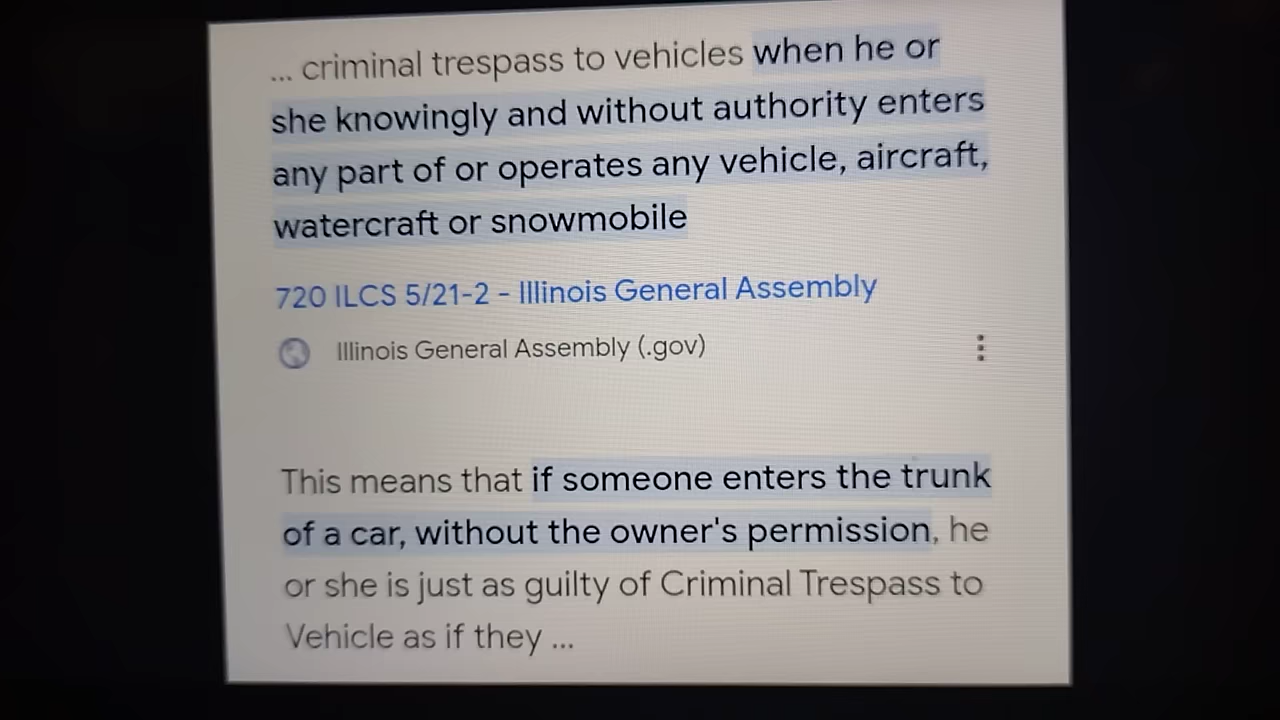 ... criminal trespass to vehicles when he or
she knowingly and without authority enters
any part of or operates any vehicle, aircraft,
watercraft or snowmobile
720 ILCS 5/21-2 - Illinois General Assembly
Illinois General Assembly (.gov)
This means that if someone enters the trunk
of a car, without the owner's permission, he
or she is just as guilty of Criminal Trespass to
Vehicle as if they ...